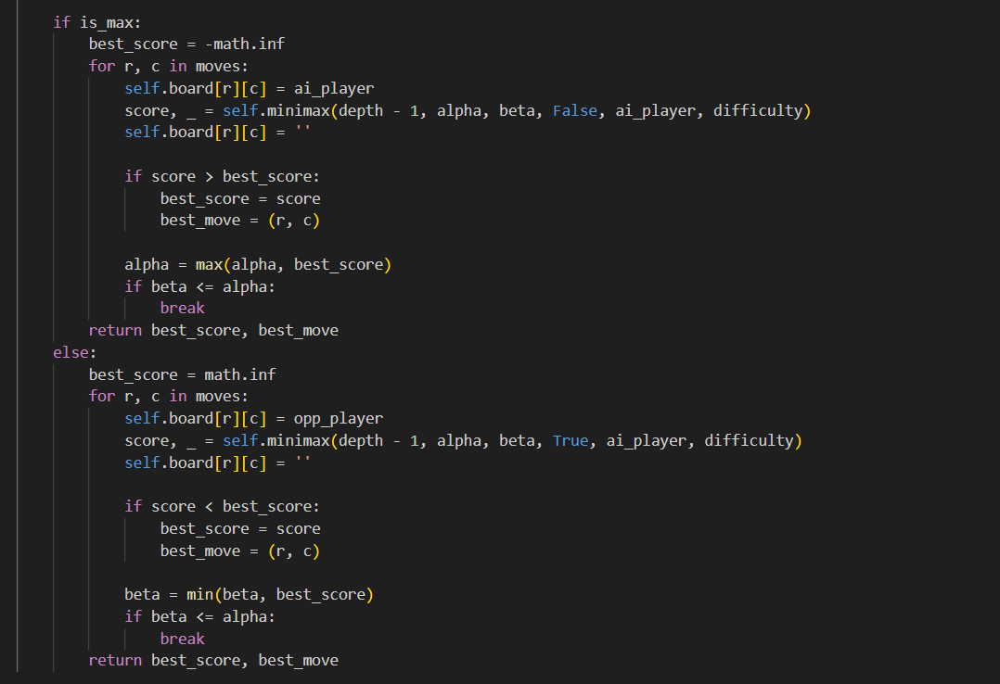 if is_max:
    best_score = -math.inf
    for r, c in moves:
        self.board[r][c] = ai_player
        score, _ = self.minimax(depth - 1, alpha, beta, False, ai_player, difficulty)
        self.board[r][c] = ''

        if score > best_score:
            best_score = score
            best_move = (r, c)

        alpha = max(alpha, best_score)
        if beta <= alpha:
            break
    return best_score, best_move
else:
    best_score = math.inf
    for r, c in moves:
        self.board[r][c] = opp_player
        score, _ = self.minimax(depth - 1, alpha, beta, True, ai_player, difficulty)
        self.board[r][c] = ''

        if score < best_score:
            best_score = score
            best_move = (r, c)

        beta = min(beta, best_score)
        if beta <= alpha:
            break
    return best_score, best_move